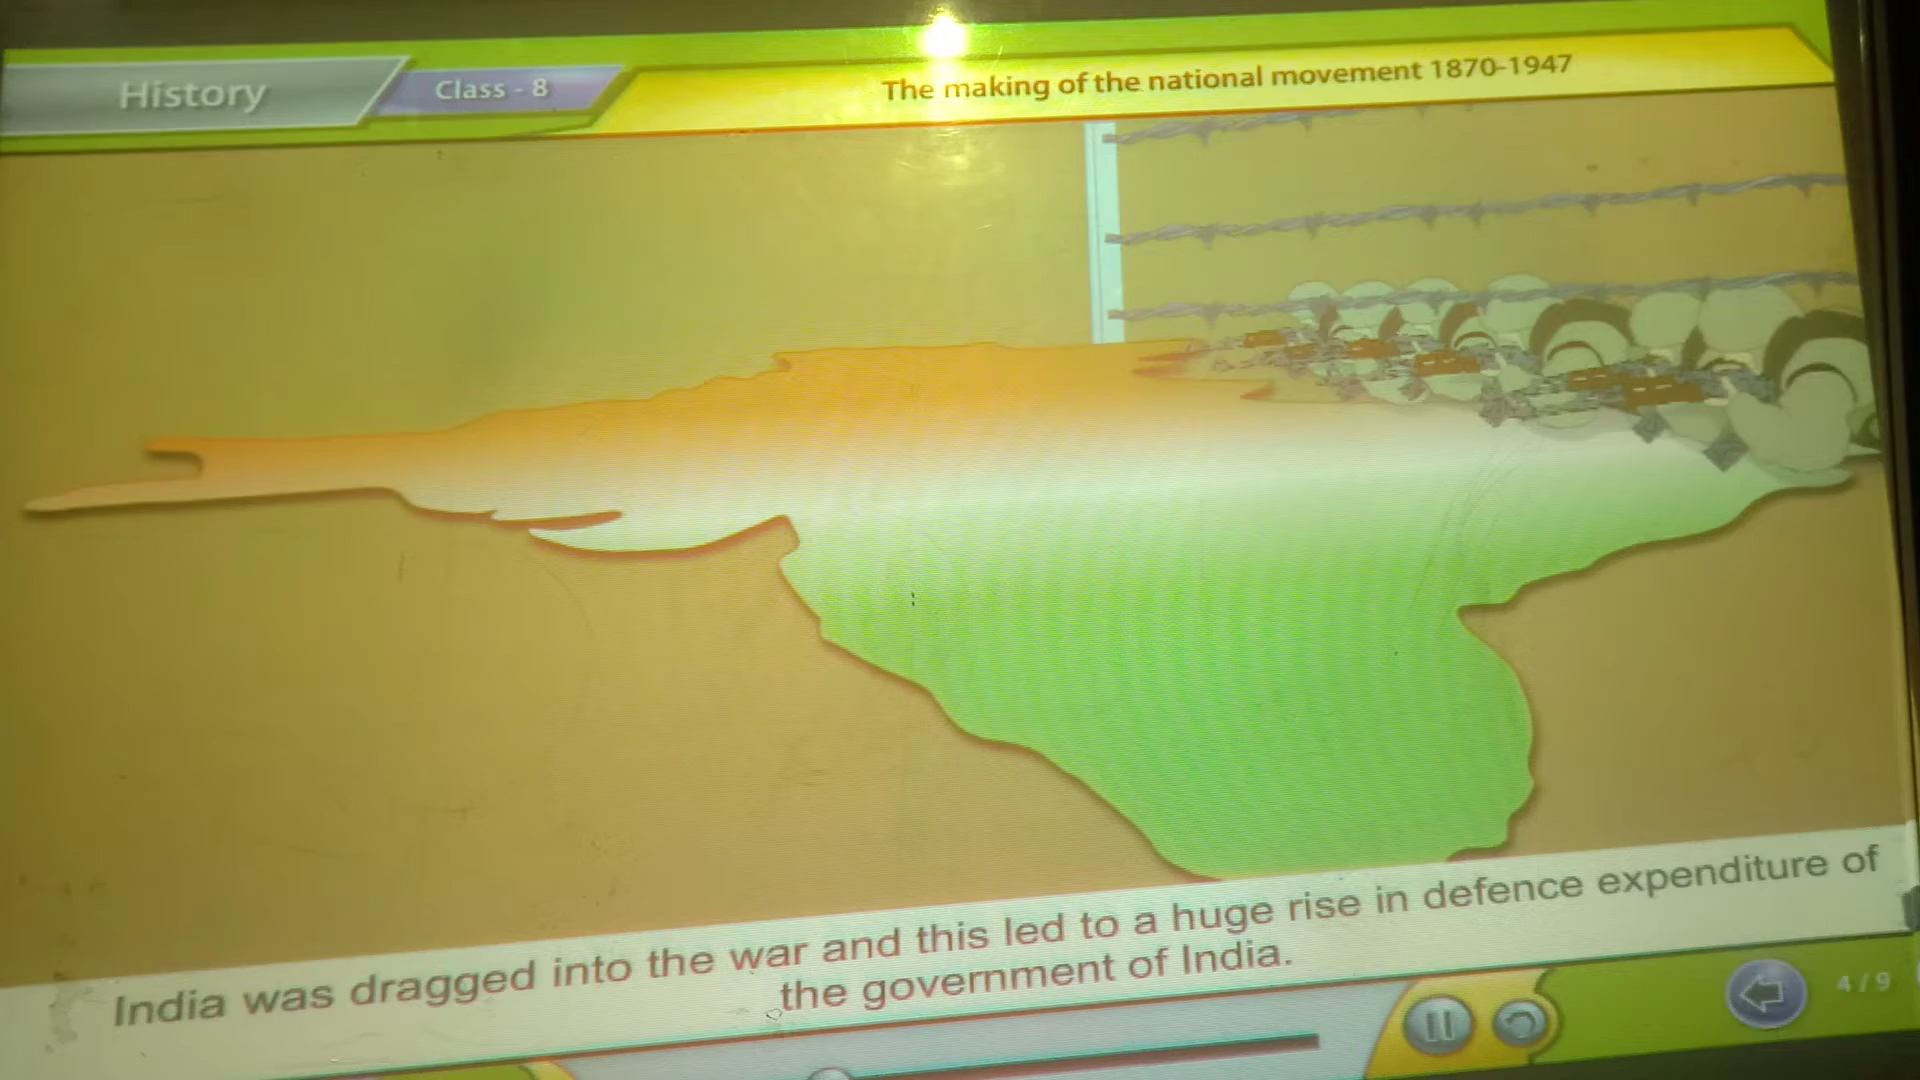 History
Class - 8
The making of the national movement 1870-1947
India was dragged into the war and this led to a huge rise in defence expenditure of
the government of India.
4 / 9